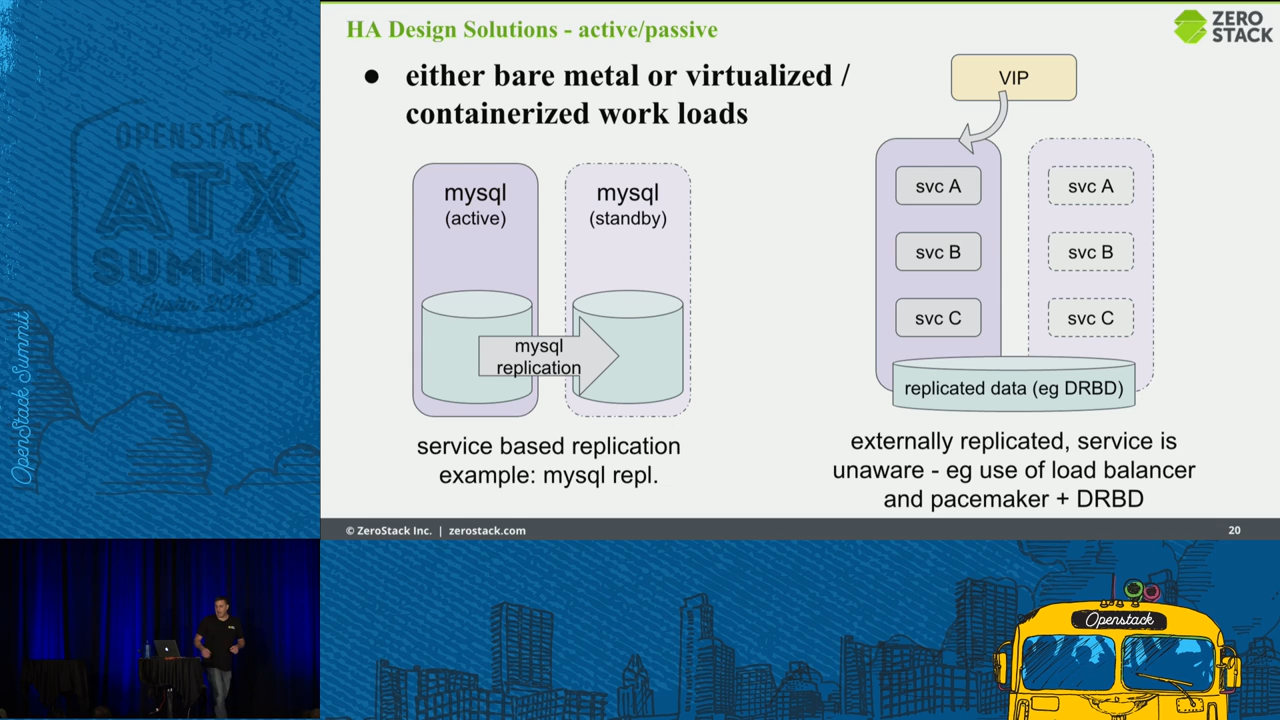 HA Design Solutions - active/passive
ZERO
STACK
● either bare metal or virtualized /
containerized work loads
VIP
mysql
(active)
mysql
(standby)
mysql
replication
service based replication
example: mysql repl.
svc A
svc A
svc B
svc B
svc C
svc C
replicated data (eg DRBD)
externally replicated, service is
unaware - eg use of load balancer
and pacemaker + DRBD
© ZeroStack Inc. | zerostack.com
20
OPENSTACK
ATX
SUMMIT
Austin 2016
OpenStack Summit
Openstack